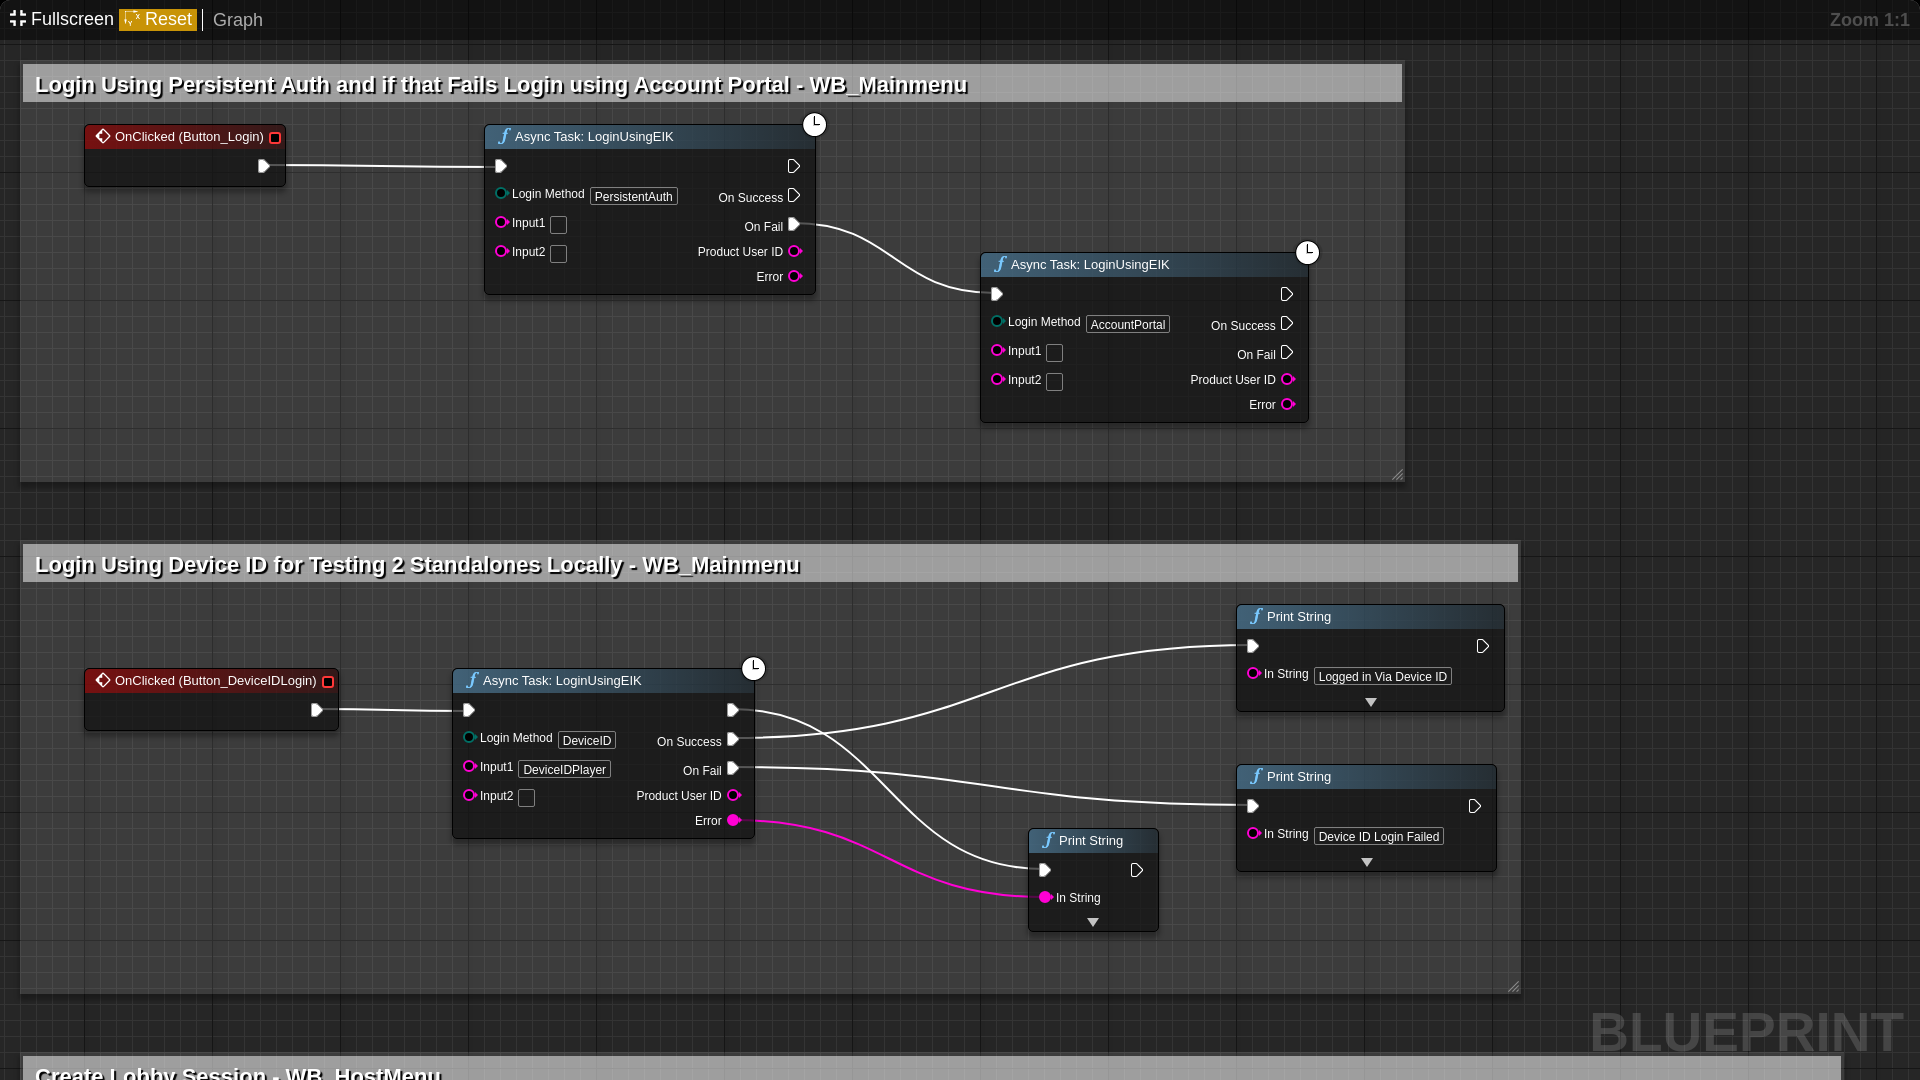 Fullscreen Reset Graph Zoom 1:1
Login Using Persistent Auth and if that Fails Login using Account Portal - WB_Mainmenu
OnClicked (Button_Login)
Async Task: LoginUsingEIK
Login Method PersistentAuth On Success
Input1 On Fail
Input2 Product User ID
Error
Async Task: LoginUsingEIK
Login Method AccountPortal On Success
Input1 On Fail
Input2 Product User ID
Error
Login Using Device ID for Testing 2 Standalones Locally - WB_Mainmenu
OnClicked (Button_DeviceIDLogin)
Async Task: LoginUsingEIK
Login Method DeviceID On Success
Input1 DeviceIDPlayer On Fail
Input2 Product User ID
Error
Print String
In String Logged in Via Device ID
Print String
In String Device ID Login Failed
Print String
In String
BLUEPRINT
Create Lobby Session - WB_HostMenu